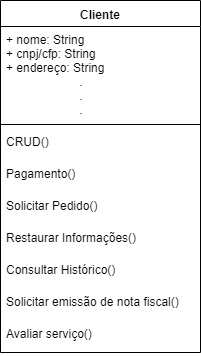 Cliente
+ nome: String
+ cnpj/cfp: String
+ endereço: String
.
.
.
CRUD()
Pagamento()
Solicitar Pedido()
Restaurar Informações()
Consultar Histórico()
Solicitar emissão de nota fiscal()
Avaliar serviço()